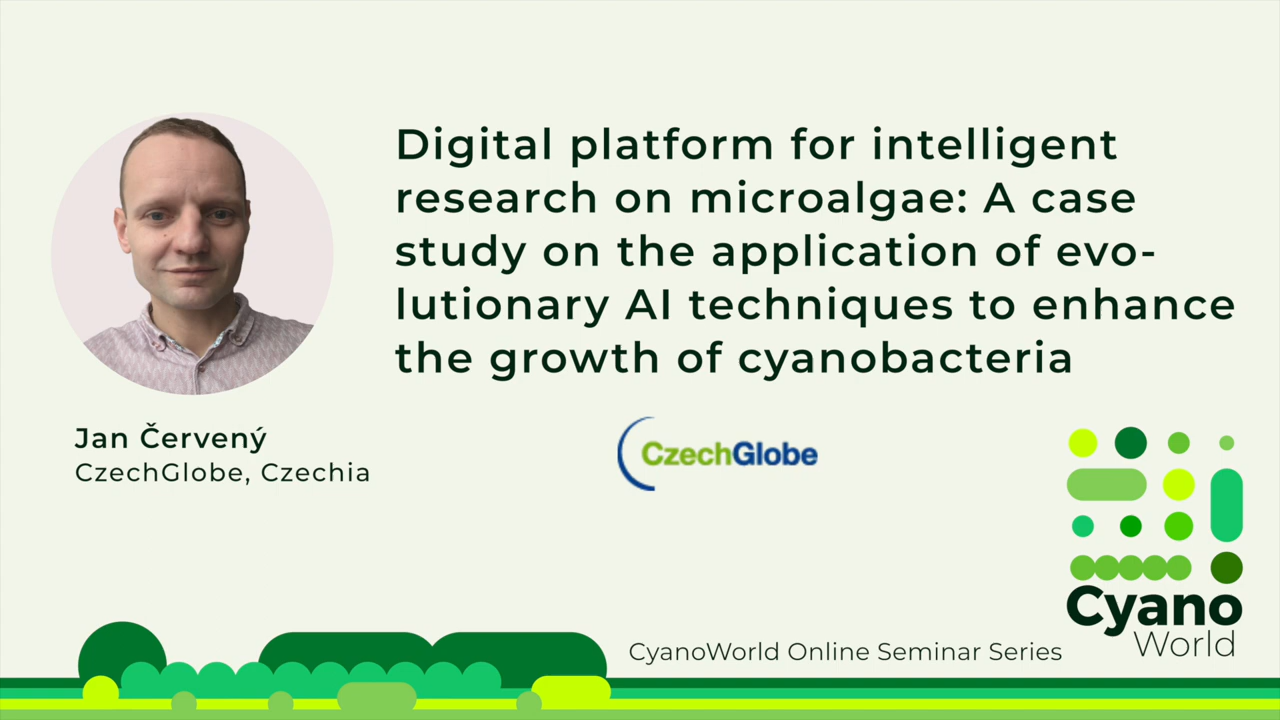 Digital platform for intelligent
research on microalgae: A case
study on the application of evo-
lutionary AI techniques to enhance
the growth of cyanobacteria
Jan Červený
CzechGlobe, Czechia
CzechGlobe
Cyano
World
CyanoWorld Online Seminar Series